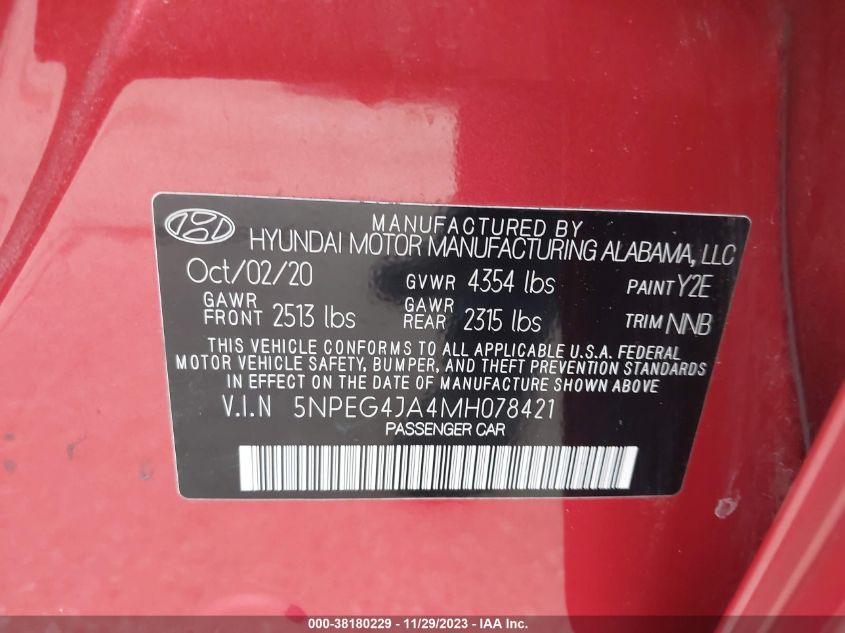 MANUFACTURED BY
HYUNDAI MOTOR MANUFACTURING ALABAMA, LLC
Oct/02/20 GVWR 4354 lbs PAINT Y2E
GAWR FRONT 2513 lbs GAWR REAR 2315 lbs TRIM NNB
THIS VEHICLE CONFORMS TO ALL APPLICABLE U.S.A. FEDERAL
MOTOR VEHICLE SAFETY, BUMPER, AND THEFT PREVENTION STANDARDS
IN EFFECT ON THE DATE OF MANUFACTURE SHOWN ABOVE
V.I.N 5NPEG4JA4MH078421
PASSENGER CAR
000-38180229 - 11/29/2023 - IAA Inc.